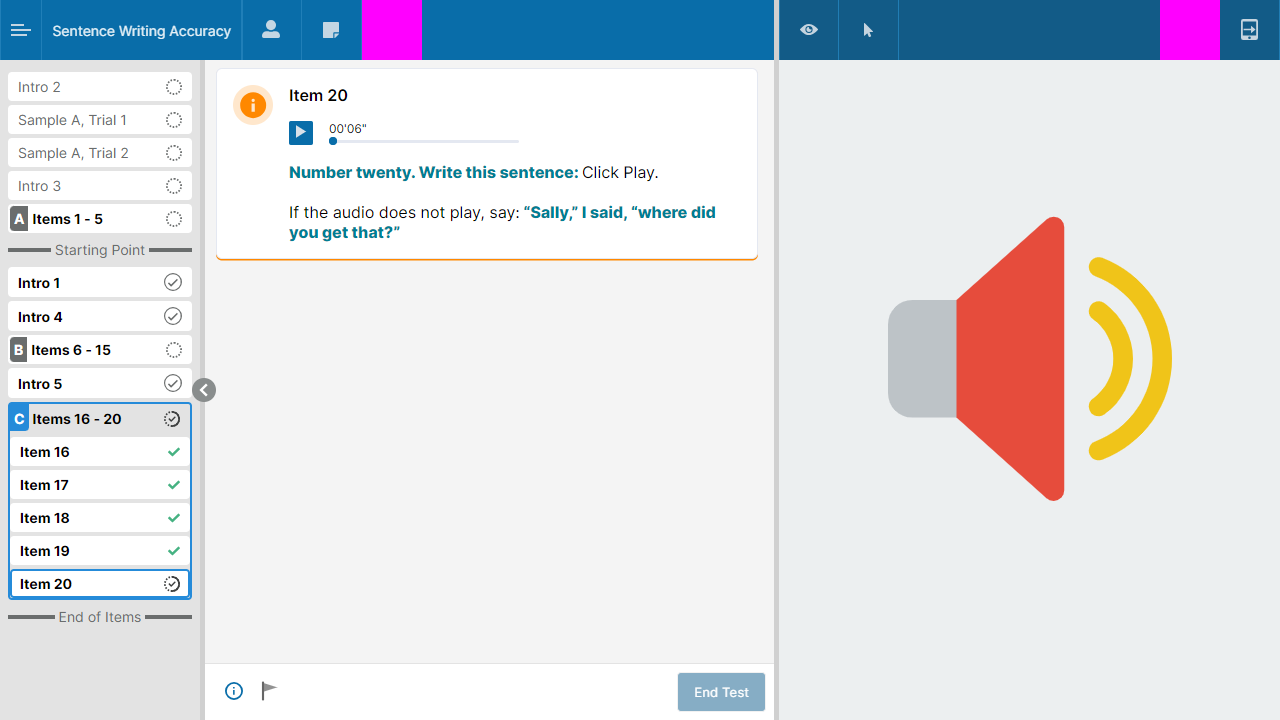 Sentence Writing Accuracy
Intro 2
Sample A, Trial 1
Sample A, Trial 2
Intro 3
A Items 1 - 5
Starting Point
Intro 1
Intro 4
B Items 6 - 15
Intro 5
C Items 16 - 20
Item 16
Item 17
Item 18
Item 19
Item 20
End of Items
Item 20
00'06"
Number twenty. Write this sentence: Click Play.
If the audio does not play, say: “Sally,” I said, “where did
you get that?”
End Test